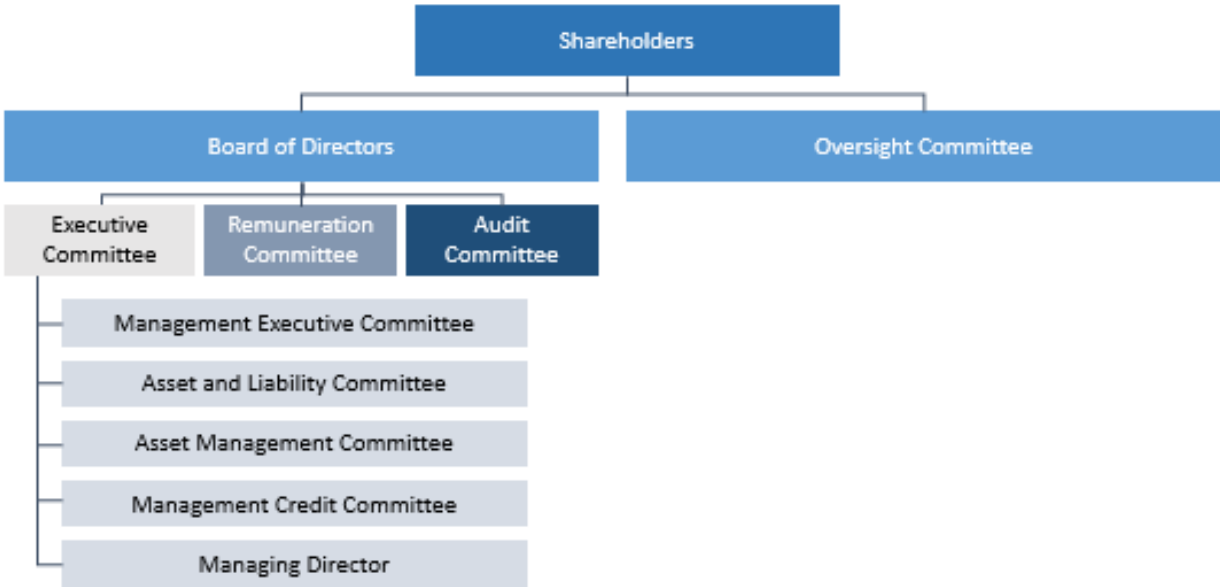 Shareholders
Board of Directors
Oversight Committee
Executive
Committee
Remuneration
Committee
Audit
Committee
Management Executive Committee
Asset and Liability Committee
Asset Management Committee
Management Credit Committee
Managing Director